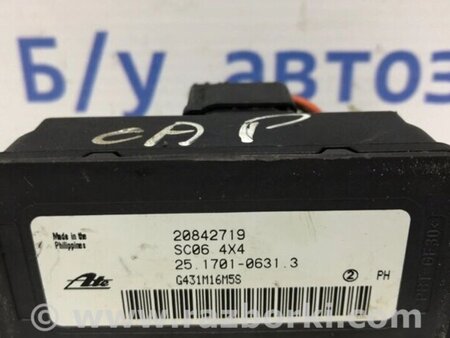 Б/у автоз
САР
Made in the
Philippines
20842719
SC06 4X4
25.1701-0631.3
G431M16M5S
Ate
2
PH
www.razborki.com